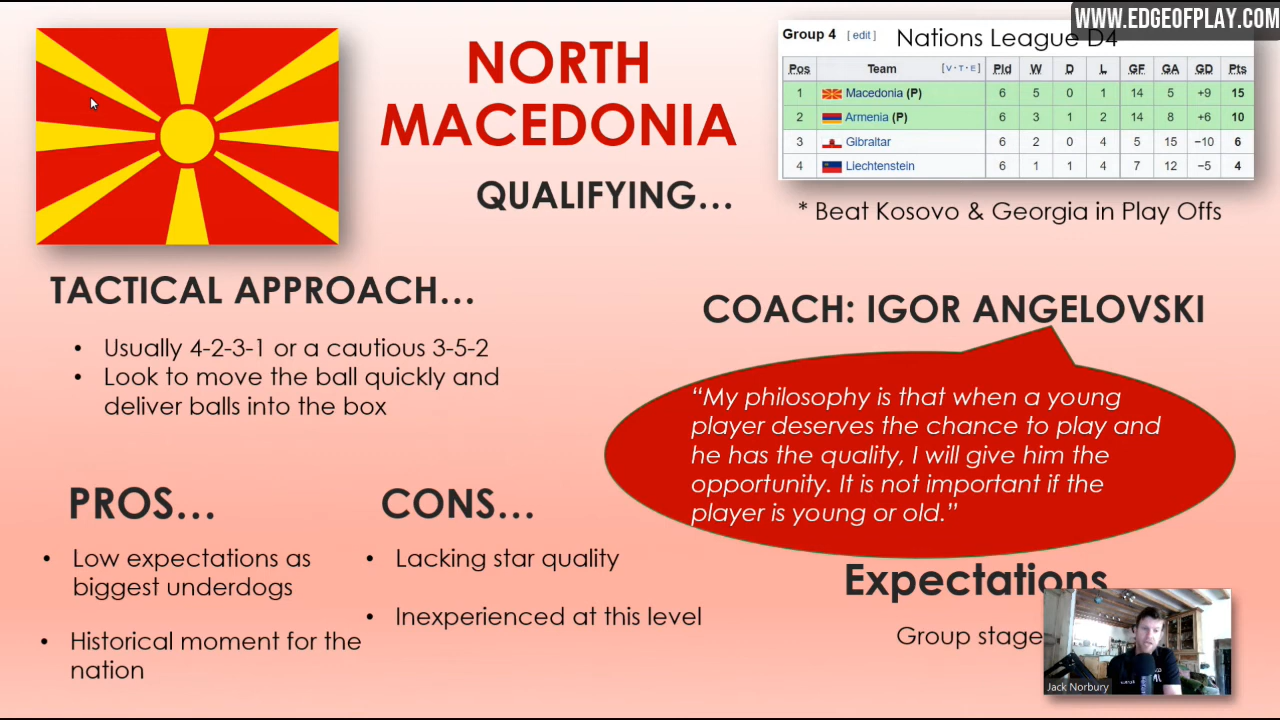 WWW.EDGEOFPLAY.COM
NORTH
MACEDONIA
QUALIFYING…
Group 4 [ edit ] Nations League D4
Pos Team [V·T·E] Pld W D L GF GA GD Pts
1 Macedonia (P) 6 5 0 1 14 5 +9 15
2 Armenia (P) 6 3 1 2 14 8 +6 10
3 Gibraltar 6 2 0 4 5 15 −10 6
4 Liechtenstein 6 1 1 4 7 12 −5 4
* Beat Kosovo & Georgia in Play Offs
TACTICAL APPROACH…
• Usually 4-2-3-1 or a cautious 3-5-2
• Look to move the ball quickly and
deliver balls into the box
COACH: IGOR ANGELOVSKI
“My philosophy is that when a young
player deserves the chance to play and
he has the quality, I will give him the
opportunity. It is not important if the
player is young or old.”
PROS…
• Low expectations as
biggest underdogs
• Historical moment for the
nation
CONS…
• Lacking star quality
• Inexperienced at this level
Expectations
Group stage
Jack Norbury